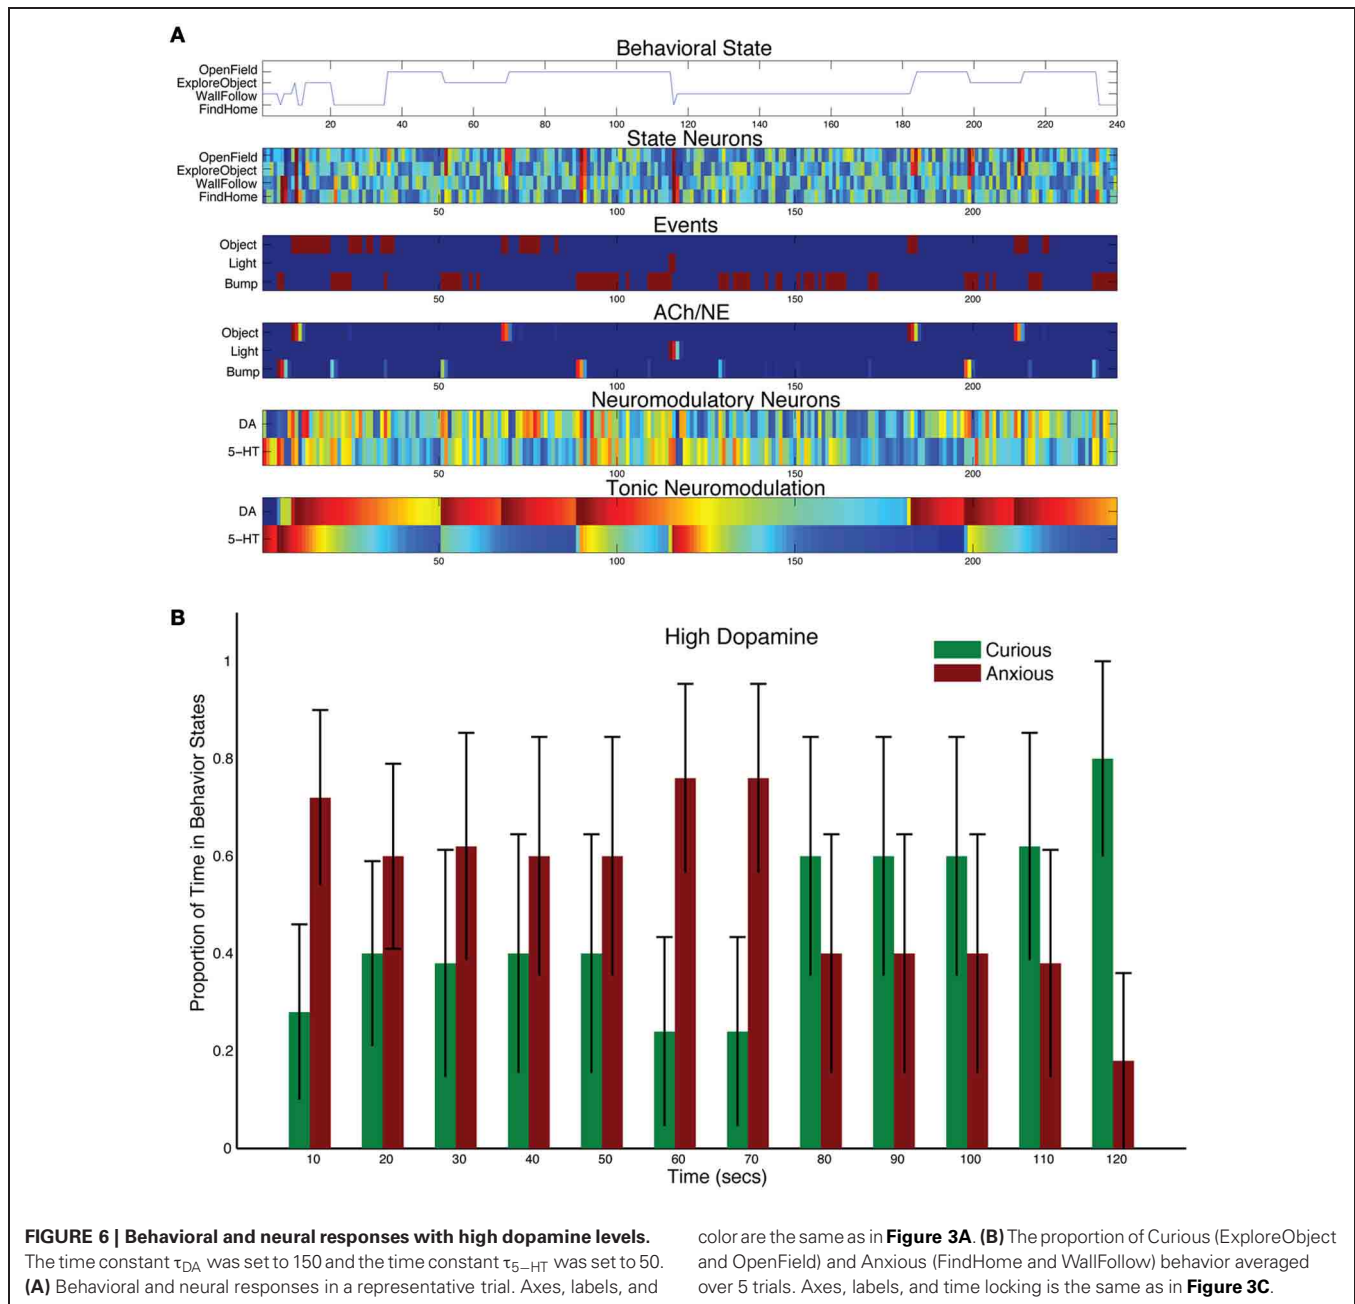 A
Behavioral State
OpenField
ExploreObject
WallFollow
FindHome
20 40 60 80 100 120 140 160 180 200 220 240
State Neurons
OpenField
ExploreObject
WallFollow
FindHome
50 100 150 200
Events
Object
Light
Bump
50 100 150 200
ACh/NE
Object
Light
Bump
50 100 150 200
Neuromodulatory Neurons
DA
5-HT
50 100 150 200
Tonic Neuromodulation
DA
5-HT
50 100 150 200
B
High Dopamine
Curious
Anxious
Proportion of Time in Behavior States
1
0.8
0.6
0.4
0.2
0
10 20 30 40 50 60 70 80 90 100 110 120
Time (secs)
FIGURE 6 | Behavioral and neural responses with high dopamine levels.
The time constant τDA was set to 150 and the time constant τ5−HT was set to 50.
(A) Behavioral and neural responses in a representative trial. Axes, labels, and
color are the same as in Figure 3A. (B) The proportion of Curious (ExploreObject
and OpenField) and Anxious (FindHome and WallFollow) behavior averaged
over 5 trials. Axes, labels, and time locking is the same as in Figure 3C.